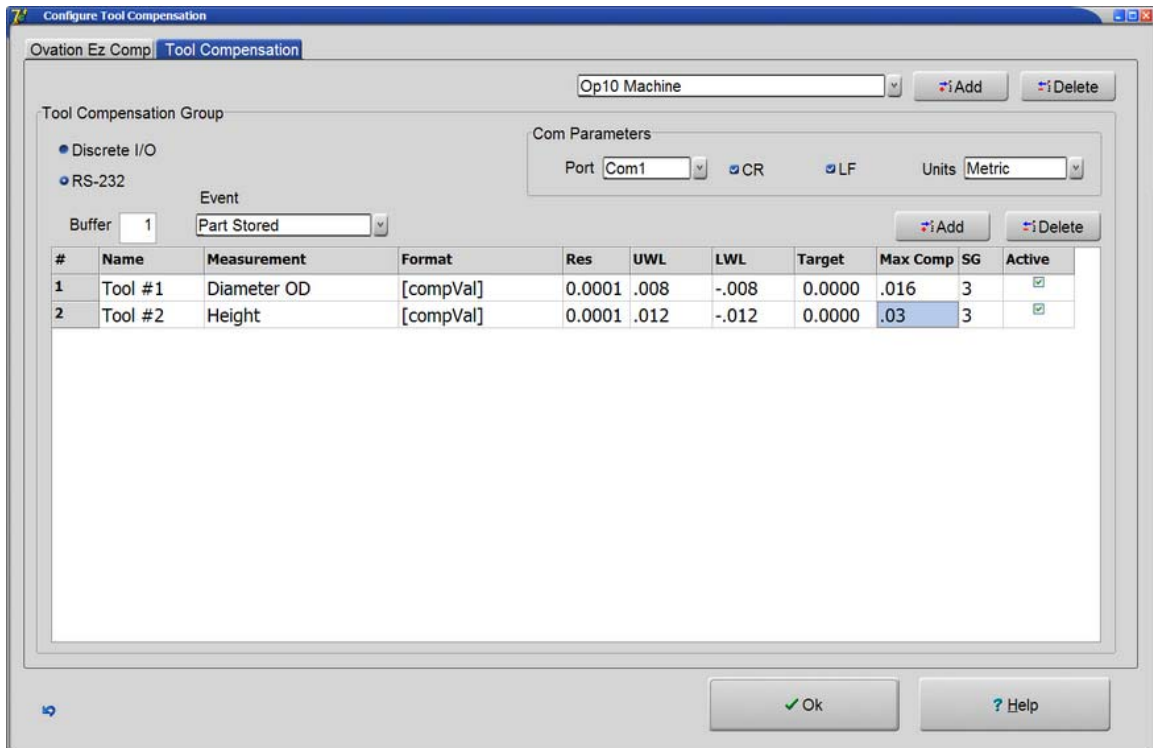 Configure Tool Compensation
Ovation Ez Comp Tool Compensation
Op10 Machine Add Delete
Tool Compensation Group
Com Parameters
Discrete I/O
Port Com1 CR LF Units Metric
RS-232
Event
Buffer 1 Part Stored Add Delete
# Name Measurement Format Res UWL LWL Target Max Comp SG Active
1 Tool #1 Diameter OD [compVal] 0.0001 .008 -.008 0.0000 .016 3
2 Tool #2 Height [compVal] 0.0001 .012 -.012 0.0000 .03 3
Ok ? Help